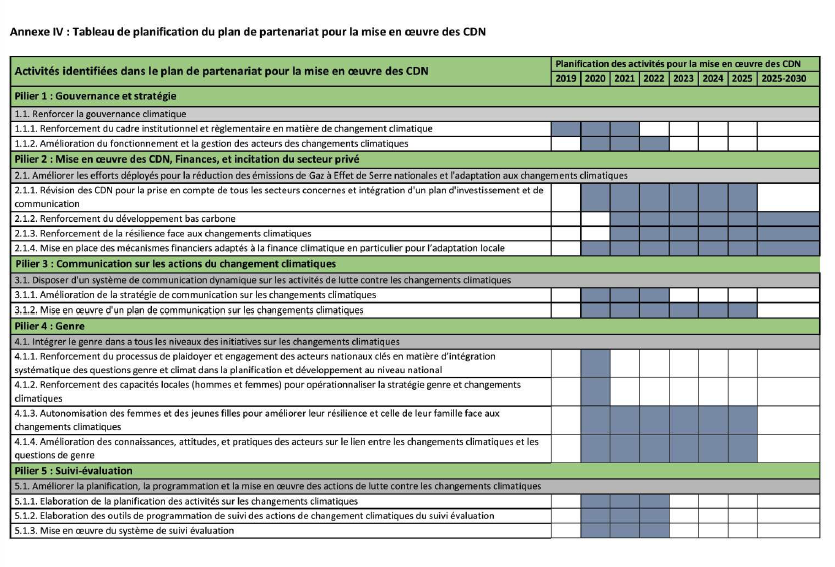 Annexe IV : Tableau de planification du plan de partenariat pour la mise en œuvre des CDN
Activités identifiées dans le plan de partenariat pour la mise en œuvre des CDN
Planification des activités pour la mise en œuvre des CDN
2019 2020 2021 2022 2023 2024 2025 2025-2030
Pilier 1 : Gouvernance et stratégie
1.1. Renforcer la gouvernance climatique
1.1.1. Renforcement du cadre institutionnel et règlementaire en matière de changement climatique
1.1.2. Amélioration du fonctionnement et la gestion des acteurs des changements climatiques
Pilier 2 : Mise en œuvre des CDN, Finances, et incitation du secteur privé
2.1. Améliorer les efforts déployés pour la réduction des émissions de Gaz à Effet de Serre nationales et l'adaptation aux changements climatiques
2.1.1. Révision des CDN pour la prise en compte de tous les secteurs concernes et intégration d'un plan d'investissement et de
communication
2.1.2. Renforcement du développement bas carbone
2.1.3. Renforcement de la résilience face aux changements climatiques
2.1.4. Mise en place des mécanismes financiers adaptés à la finance climatique en particulier pour l'adaptation locale
Pilier 3 : Communication sur les actions du changement climatiques
3.1. Disposer d'un système de communication dynamique sur les activités de lutte contre les changements climatiques
3.1.1. Amélioration de la stratégie de communication sur les changements climatiques
3.1.2. Mise en œuvre d'un plan de communication sur les changements climatiques
Pilier 4 : Genre
4.1. Intégrer le genre dans a tous les niveaux des initiatives sur les changements climatiques
4.1.1. Renforcement du processus de plaidoyer et engagement des acteurs nationaux clés en matière d'intégration
systématique des questions genre et climat dans la planification et développement au niveau national
4.1.2. Renforcement des capacités locales (hommes et femmes) pour opérationnaliser la stratégie genre et changements
climatiques
4.1.3. Autonomisation des femmes et des jeunes filles pour améliorer leur résilience et celle de leur famille face aux
changements climatiques
4.1.4. Amélioration des connaissances, attitudes, et pratiques des acteurs sur le lien entre les changements climatiques et les
questions de genre
Pilier 5 : Suivi-évaluation
5.1. Améliorer la planification, la programmation et la mise en œuvre des actions de lutte contre les changements climatiques
5.1.1. Elaboration de la planification des activités sur les changements climatiques
5.1.2. Elaboration des outils de programmation de suivi des actions de changement climatiques du suivi évaluation
5.1.3. Mise en œuvre du système de suivi évaluation